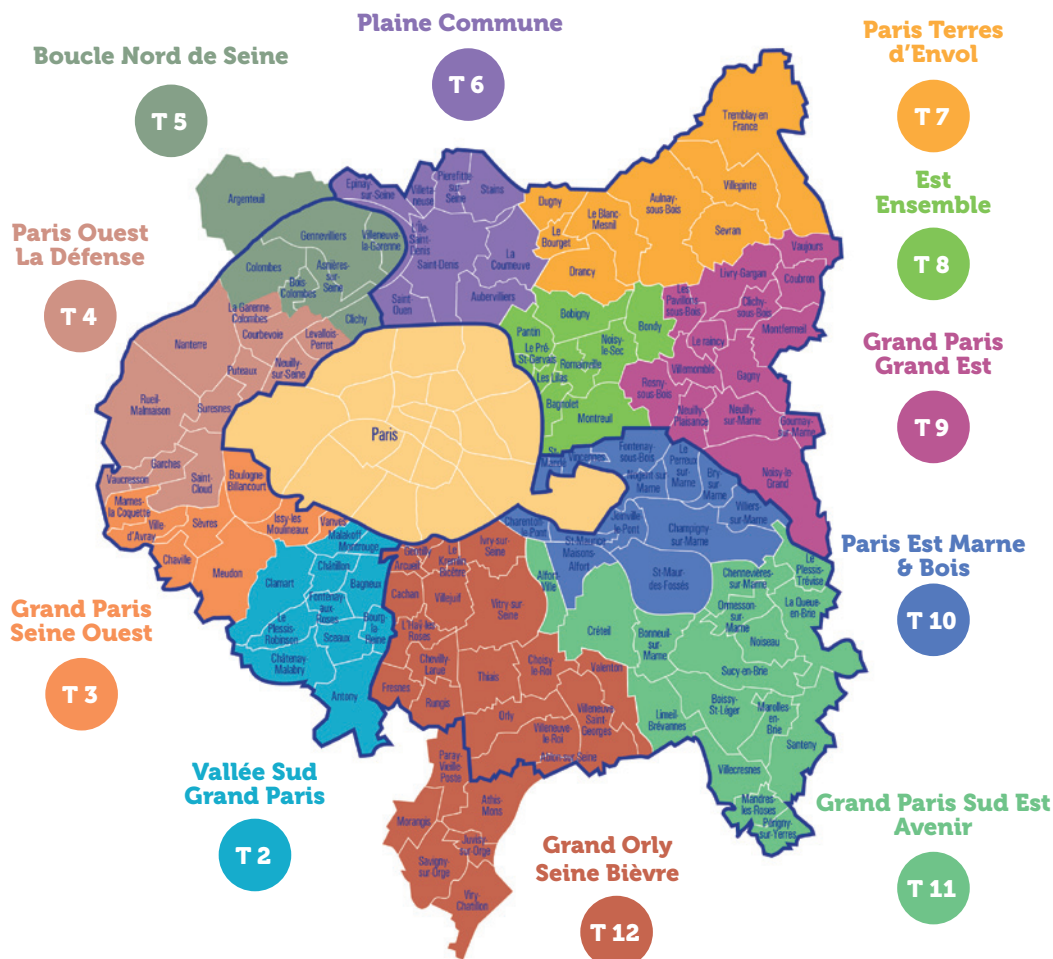 Plaine Commune
T 6
Boucle Nord de Seine
T 5
Paris Terres
d'Envol
T 7
Est
Ensemble
T 8
Paris Ouest
La Défense
T 4
Grand Paris
Grand Est
T 9
Paris Est Marne
& Bois
T 10
Grand Paris
Seine Ouest
T 3
Vallée Sud
Grand Paris
T 2
Grand Orly
Seine Bièvre
T 12
Grand Paris Sud Est
Avenir
T 11
Argenteuil
Gennevilliers
Villeneuve-
la-Garenne
Colombes
Asnières-
sur-
Seine
Bois
Colombes
Clichy
Epinay-
sur-Seine
Villeta
neuse
Pierefitte-
sur-
Seine
Stains
L'Ile-
Saint-
Denis
Saint-Denis
La
Courneuve
Saint
Ouen
Aubervilliers
Tremblay en
France
Villepinte
Aulnay-
sous Bois
Sevran
Dugny
Le Blanc-
Mesnil
Le
Bourget
Drancy
Vaujours
Livry-Gargan
Coubron
Les
Pavillons-
sous-Bois
Clichy-
sous-Bois
Montfermeil
Le raincy
Villemomble
Gagny
Rosny-
sous-Bois
Neuilly-
Plaisance
Neuilly-
sur-Marne
Gournay-
sur-Marne
Noisy-le-
Grand
Bobigny
Bondy
Pantin
Noisy-
le-Sec
Le Pré-
St-Gervais
Romainville
Les Lilas
Bagnolet
Montreuil
La Garenne-
Colombes
Courbevoie
Levallois-
Perret
Nanterre
Puteaux
Neuilly-
sur-Seine
Rueil-
Malmaison
Suresnes
Garches
Vaucresson
Saint-
Cloud
Paris
Boulogne-
Billancourt
Marnes-
la-Coquette
Ville-
d'Avray
Sèvres
Issy-les
Moulineaux
Vanves
Chaville
Meudon
Malakoff
Montrouge
Clamart
Châtillon
Bagneux
Fontenay-
aux-
Roses
Le
Plessis-
Robinson
Sceaux
Bourg-
la-
Reine
Châtenay-
Malabry
Antony
St-
Mandé
Vincennes
Fontenay-
sous-Bois
Le
Perreux
sur-
Marne
Nogent-sur
Marne
Bry-
sur-
Marne
Villiers-
sur-Marne
Charenton-
le-Pont
St-Maurice
Joinville
le Pont
Champigny-
sur-Marne
Maisons-
Alfort
St-Maur-
des-Fossés
Alfort-
Ville
Créteil
Bonneuil-
sur-
Marne
Chennevières-
sur-Marne
Le
Plessis-
Trévise
Ormesson-
sur-
Marne
La Queue-
en-Brie
Noiseau
Sucy-en-Brie
Limeil-
Brévannes
Boissy-
St-Léger
Marolles-
en-
Brie
Santeny
Villecresnes
Mandres-
les-Roses
Périgny-
sur-Yerres
Gentilly
Le
Kremlin-
Bicêtre
Ivry-sur-
Seine
Arcueil
Cachan
Villejuif
Vitry-sur-
Seine
L'Haÿ-les-
Roses
Chevilly-
Larue
Thiais
Choisy
le-Roi
Valenton
Fresnes
Rungis
Orly
Villeneuve
le-Roi
Villeneuve
Saint-
Georges
Ablon-sur-Seine
Paray-
Vieille-
Poste
Athis-
Mons
Morangis
Juvisy-
sur-Orge
Savigny-
sur-Orge
Viry-
Chatillon